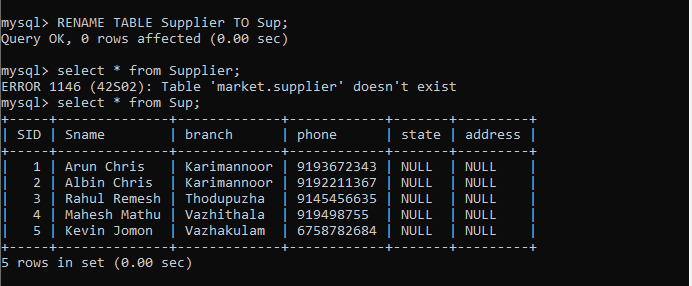 mysql> RENAME TABLE Supplier TO Sup;
Query OK, 0 rows affected (0.00 sec)
mysql> select * from Supplier;
ERROR 1146 (42S02): Table 'market.supplier' doesn't exist
mysql> select * from Sup;
+-----+--------------+-------------+------------+-------+---------+
| SID | Sname        | branch      | phone      | state | address |
+-----+--------------+-------------+------------+-------+---------+
|   1 | Arun Chris   | Karimannoor | 9193672343 | NULL  | NULL    |
|   2 | Albin Chris  | Karimannoor | 9192211367 | NULL  | NULL    |
|   3 | Rahul Remesh | Thodupuzha  | 9145456635 | NULL  | NULL    |
|   4 | Mahesh Mathu | Vazhithala  | 919498755  | NULL  | NULL    |
|   5 | Kevin Jomon  | Vazhakulam  | 6758782684 | NULL  | NULL    |
+-----+--------------+-------------+------------+-------+---------+
5 rows in set (0.00 sec)